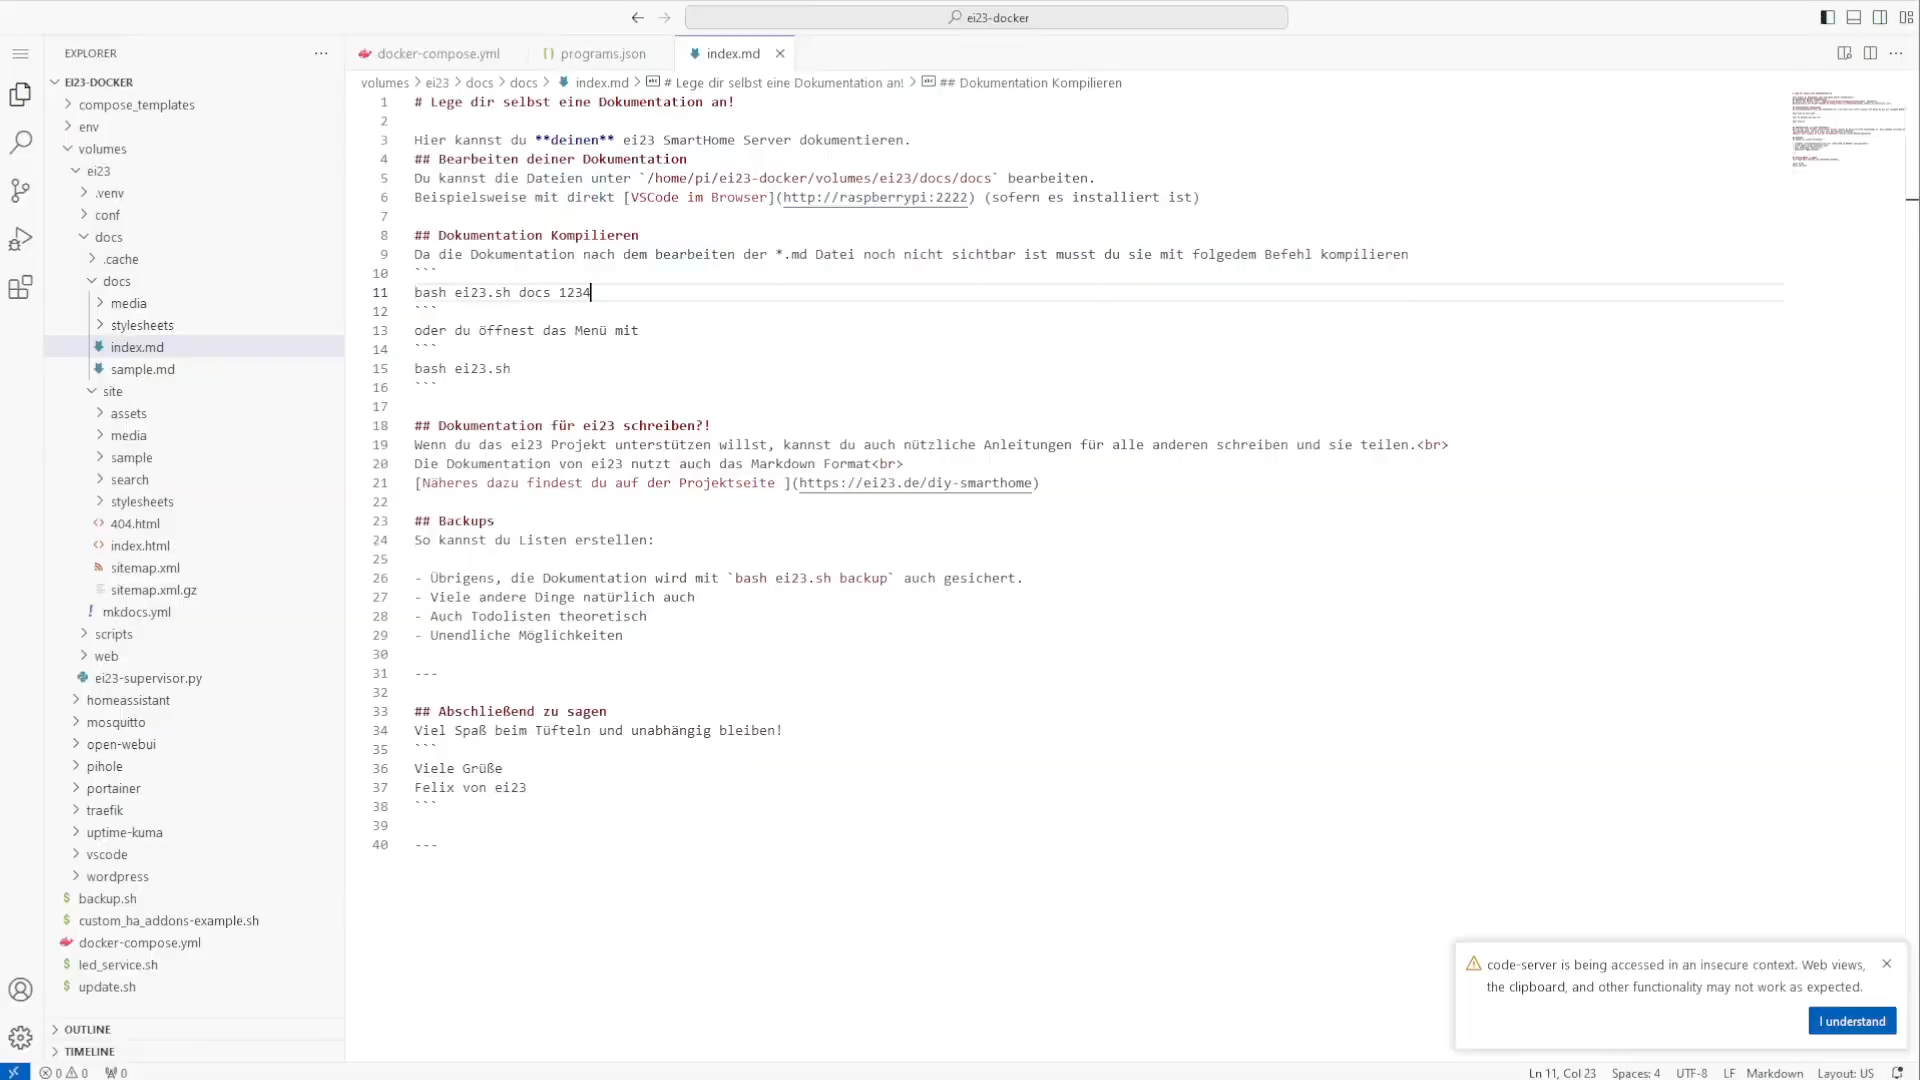 ei23-docker
EXPLORER
EI23-DOCKER
compose_templates
env
volumes
ei23
.venv
conf
docs
.cache
docs
media
stylesheets
index.md
sample.md
site
assets
media
sample
search
stylesheets
404.html
index.html
sitemap.xml
sitemap.xml.gz
mkdocs.yml
scripts
web
ei23-supervisor.py
homeassistant
mosquitto
open-webui
pihole
portainer
traefik
uptime-kuma
vscode
wordpress
backup.sh
custom_ha_addons-example.sh
docker-compose.yml
led_service.sh
update.sh
OUTLINE
TIMELINE
docker-compose.yml programs.json index.md
volumes > ei23 > docs > docs > index.md > # Lege dir selbst eine Dokumentation an! > ## Dokumentation Kompilieren
1 # Lege dir selbst eine Dokumentation an!
2
3 Hier kannst du **deinen** ei23 SmartHome Server dokumentieren.
4 ## Bearbeiten deiner Dokumentation
5 Du kannst die Dateien unter `/home/pi/ei23-docker/volumes/ei23/docs/docs` bearbeiten.
6 Beispielsweise mit direkt [VSCode im Browser](http://raspberrypi:2222) (sofern es installiert ist)
7
8 ## Dokumentation Kompilieren
9 Da die Dokumentation nach dem bearbeiten der *.md Datei noch nicht sichtbar ist musst du sie mit folgedem Befehl kompilieren
10 ```
11 bash ei23.sh docs 1234
12 ```
13 oder du öffnest das Menü mit
14 ```
15 bash ei23.sh
16 ```
17
18 ## Dokumentation für ei23 schreiben?!
19 Wenn du das ei23 Projekt unterstützen willst, kannst du auch nützliche Anleitungen für alle anderen schreiben und sie teilen.<br>
20 Die Dokumentation von ei23 nutzt auch das Markdown Format<br>
21 [Näheres dazu findest du auf der Projektseite ](https://ei23.de/diy-smarthome)
22
23 ## Backups
24 So kannst du Listen erstellen:
25
26 - Übrigens, die Dokumentation wird mit `bash ei23.sh backup` auch gesichert.
27 - Viele andere Dinge natürlich auch
28 - Auch Todolisten theoretisch
29 - Unendliche Möglichkeiten
30
31 ---
32
33 ## Abschließend zu sagen
34 Viel Spaß beim Tüfteln und unabhängig bleiben!
35 ```
36 Viele Grüße
37 Felix von ei23
38 ```
39
40 ---
code-server is being accessed in an insecure context. Web views,
the clipboard, and other functionality may not work as expected.
I understand
0 0 0
Ln 11, Col 23 Spaces: 4 UTF-8 LF Markdown Layout: US